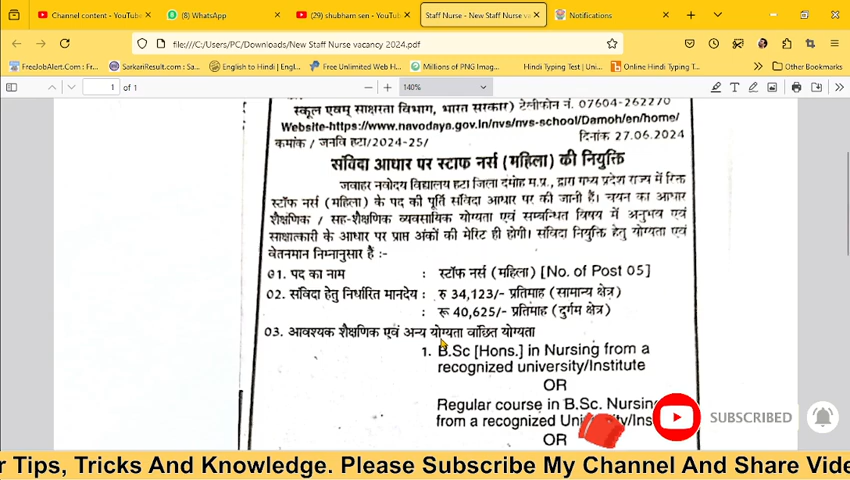 Channel content - YouTube
(8) WhatsApp
(29) shubham sen - YouTube
Staff Nurse - New Staff Nurse va
Notifications
file:///C:/Users/PC/Downloads/New Staff Nurse vacancy 2024.pdf
FreeJobAlert.Com | Fre...
SarkariResult.com : Sa...
English to Hindi | Engl...
Free Unlimited Web H...
Millions of PNG Imag...
Hindi Typing Test | Uni...
Online Hindi Typing T...
Other Bookmarks
1 of 1
140%
स्कूल एवम् साक्षरता विभाग, भारत सरकार) टेलीफोन नं. 07604-262270
Website-https://www.navodaya.gov.in/nvs/nvs-school/Damoh/en/home/
क्रमांक / जनवि हटा/2024-25/ दिनांक 27.06.2024
संविदा आधार पर स्टाफ नर्स (महिला) की नियुक्ति
जवाहर नवोदय विद्यालय हटा जिला दमोह म.प्र., द्वारा मध्य प्रदेश राज्य में रिक्त
स्टॉफ नर्स (महिला) के पद की पूर्ति संविदा आधार पर की जानी हैं। चयन का आधार
शैक्षणिक / सह-शैक्षणिक व्यवसायिक योग्यता एवं सम्बन्धित विषय में अनुभव एवं
साक्षात्कारी के आधार पर प्राप्त अंकों की मेरिट ही होगी। संविदा नियुक्ति हेतु योग्यता एवं
वेतनमान निम्नानुसार हैं :-
01. पद का नाम : स्टॉफ नर्स (महिला) [No. of Post 05]
02. संविदा हेतु निर्धारित मानदेय : रु 34,123/- प्रतिमाह (सामान्य क्षेत्र)
: रू 40,625/- प्रतिमाह (दुर्गम क्षेत्र)
03. आवश्यक शैक्षणिक एवं अन्य योग्यता वांछित योग्यता
1. B.Sc [Hons.] in Nursing from a
recognized university/Institute
OR
Regular course in B.Sc. Nursing
from a recognized
OR
SUBSCRIBED
r Tips, Tricks And Knowledge. Please Subscribe My Channel And Share Vide